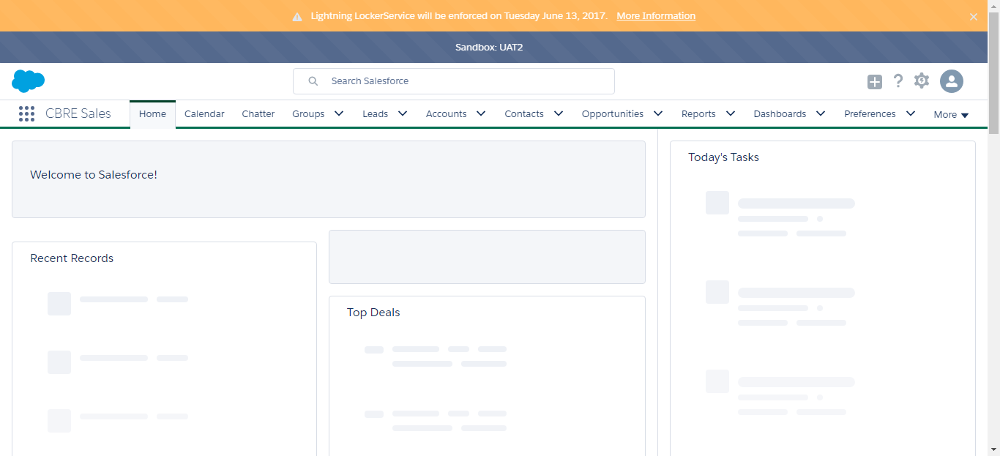 Lightning LockerService will be enforced on Tuesday June 13, 2017. More Information
Sandbox: UAT2
Search Salesforce
CBRE Sales Home Calendar Chatter Groups Leads Accounts Contacts Opportunities Reports Dashboards Preferences More
Welcome to Salesforce!
Today's Tasks
Recent Records
Top Deals